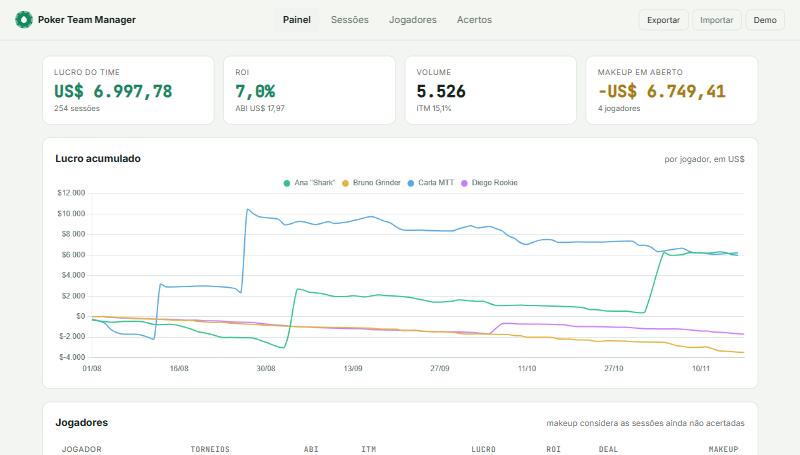 Poker Team Manager
Painel Sessões Jogadores Acertos
Exportar Importar Demo
LUCRO DO TIME
US$ 6.997,78
254 sessões
ROI
7,0%
ABI US$ 17,97
VOLUME
5.526
ITM 15,1%
MAKEUP EM ABERTO
-US$ 6.749,41
4 jogadores
Lucro acumulado
por jogador, em US$
Ana "Shark" Bruno Grinder Carla MTT Diego Rookie
$12.000
$10.000
$8.000
$6.000
$4.000
$2.000
$0
$-2.000
$-4.000
01/08 16/08 30/08 13/09 27/09 11/10 27/10 10/11
Jogadores
makeup considera as sessões ainda não acertadas
JOGADOR TORNEIOS ABI ITM LUCRO ROI DEAL MAKEUP